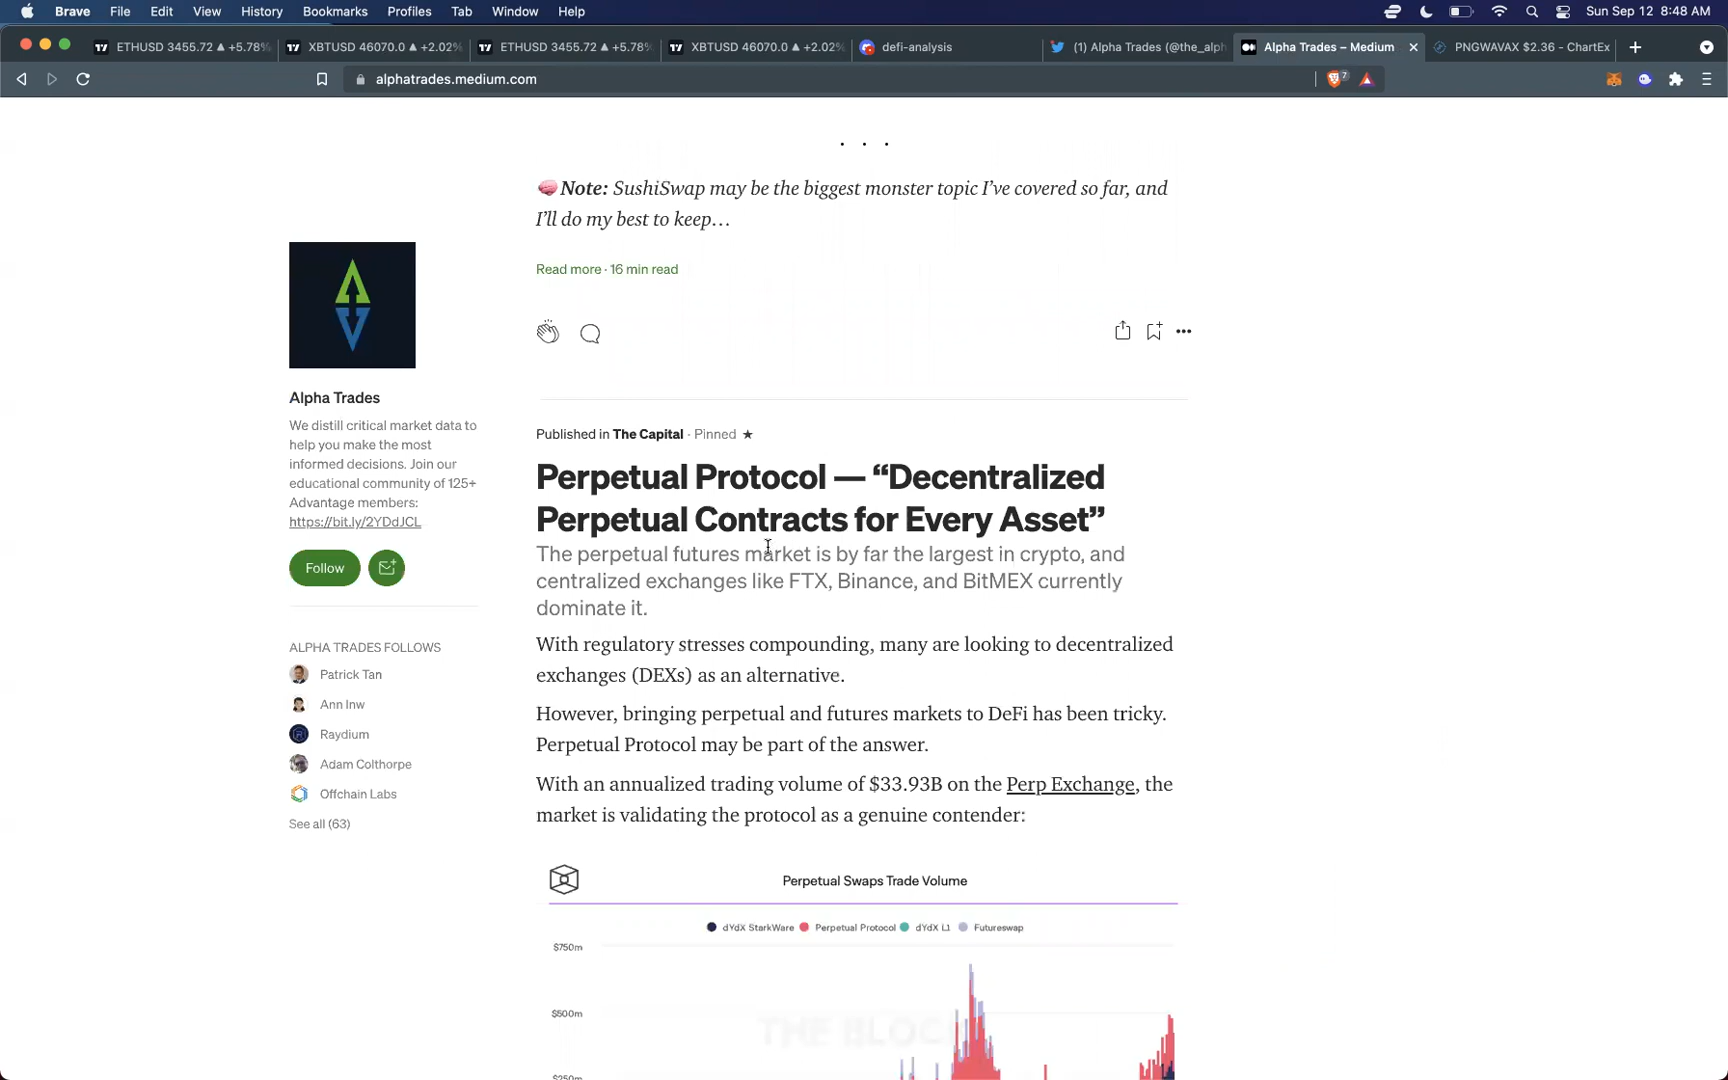 Brave File Edit View History Bookmarks Profiles Tab Window Help Sun Sep 12 8:48 AM
ETHUSD 3455.72 ▲ +5.78% XBTUSD 46070.0 ▲ +2.02% ETHUSD 3455.72 ▲ +5.78% XBTUSD 46070.0 ▲ +2.02% defi-analysis (1) Alpha Trades (@the_alph Alpha Trades – Medium PNGWAVAX $2.36 - ChartEx
alphatrades.medium.com 7
. . .
Note: SushiSwap may be the biggest monster topic I’ve covered so far, and
I’ll do my best to keep…
Read more · 16 min read
Alpha Trades
We distill critical market data to
help you make the most
informed decisions. Join our
educational community of 125+
Advantage members:
https://bit.ly/2YDdJCL
Follow
ALPHA TRADES FOLLOWS
Patrick Tan
Ann Inw
Raydium
Adam Colthorpe
Offchain Labs
See all (63)
Published in The Capital · Pinned ★
Perpetual Protocol — “Decentralized
Perpetual Contracts for Every Asset”
The perpetual futures market is by far the largest in crypto, and
centralized exchanges like FTX, Binance, and BitMEX currently
dominate it.
With regulatory stresses compounding, many are looking to decentralized
exchanges (DEXs) as an alternative.
However, bringing perpetual and futures markets to DeFi has been tricky.
Perpetual Protocol may be part of the answer.
With an annualized trading volume of $33.93B on the Perp Exchange, the
market is validating the protocol as a genuine contender:
Perpetual Swaps Trade Volume
dYdX StarkWare Perpetual Protocol dYdX L1 Futureswap
$750m
$500m
THE BLOC
$250m